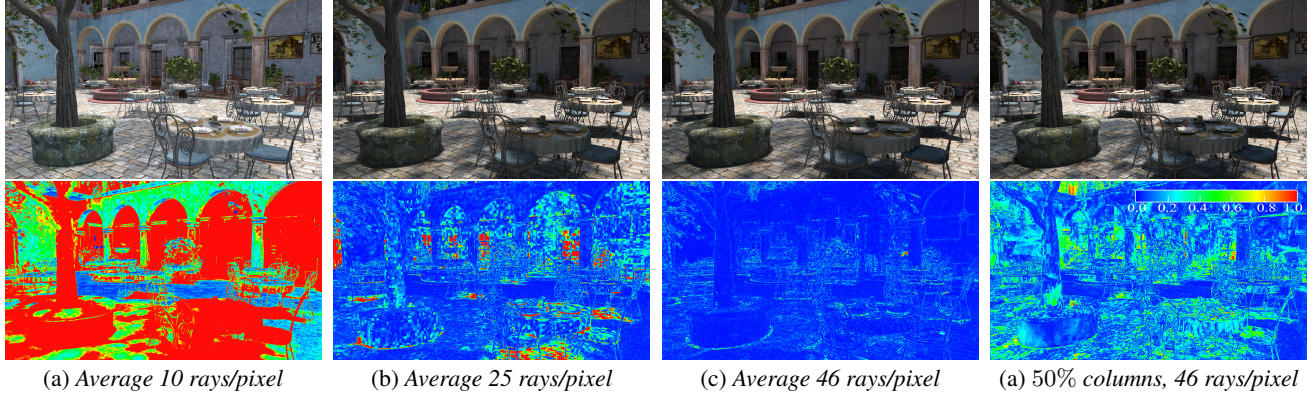 0.0 0.2 0.4 0.6 0.8 1.0
(a) Average 10 rays/pixel
(b) Average 25 rays/pixel
(c) Average 46 rays/pixel
(a) 50% columns, 46 rays/pixel